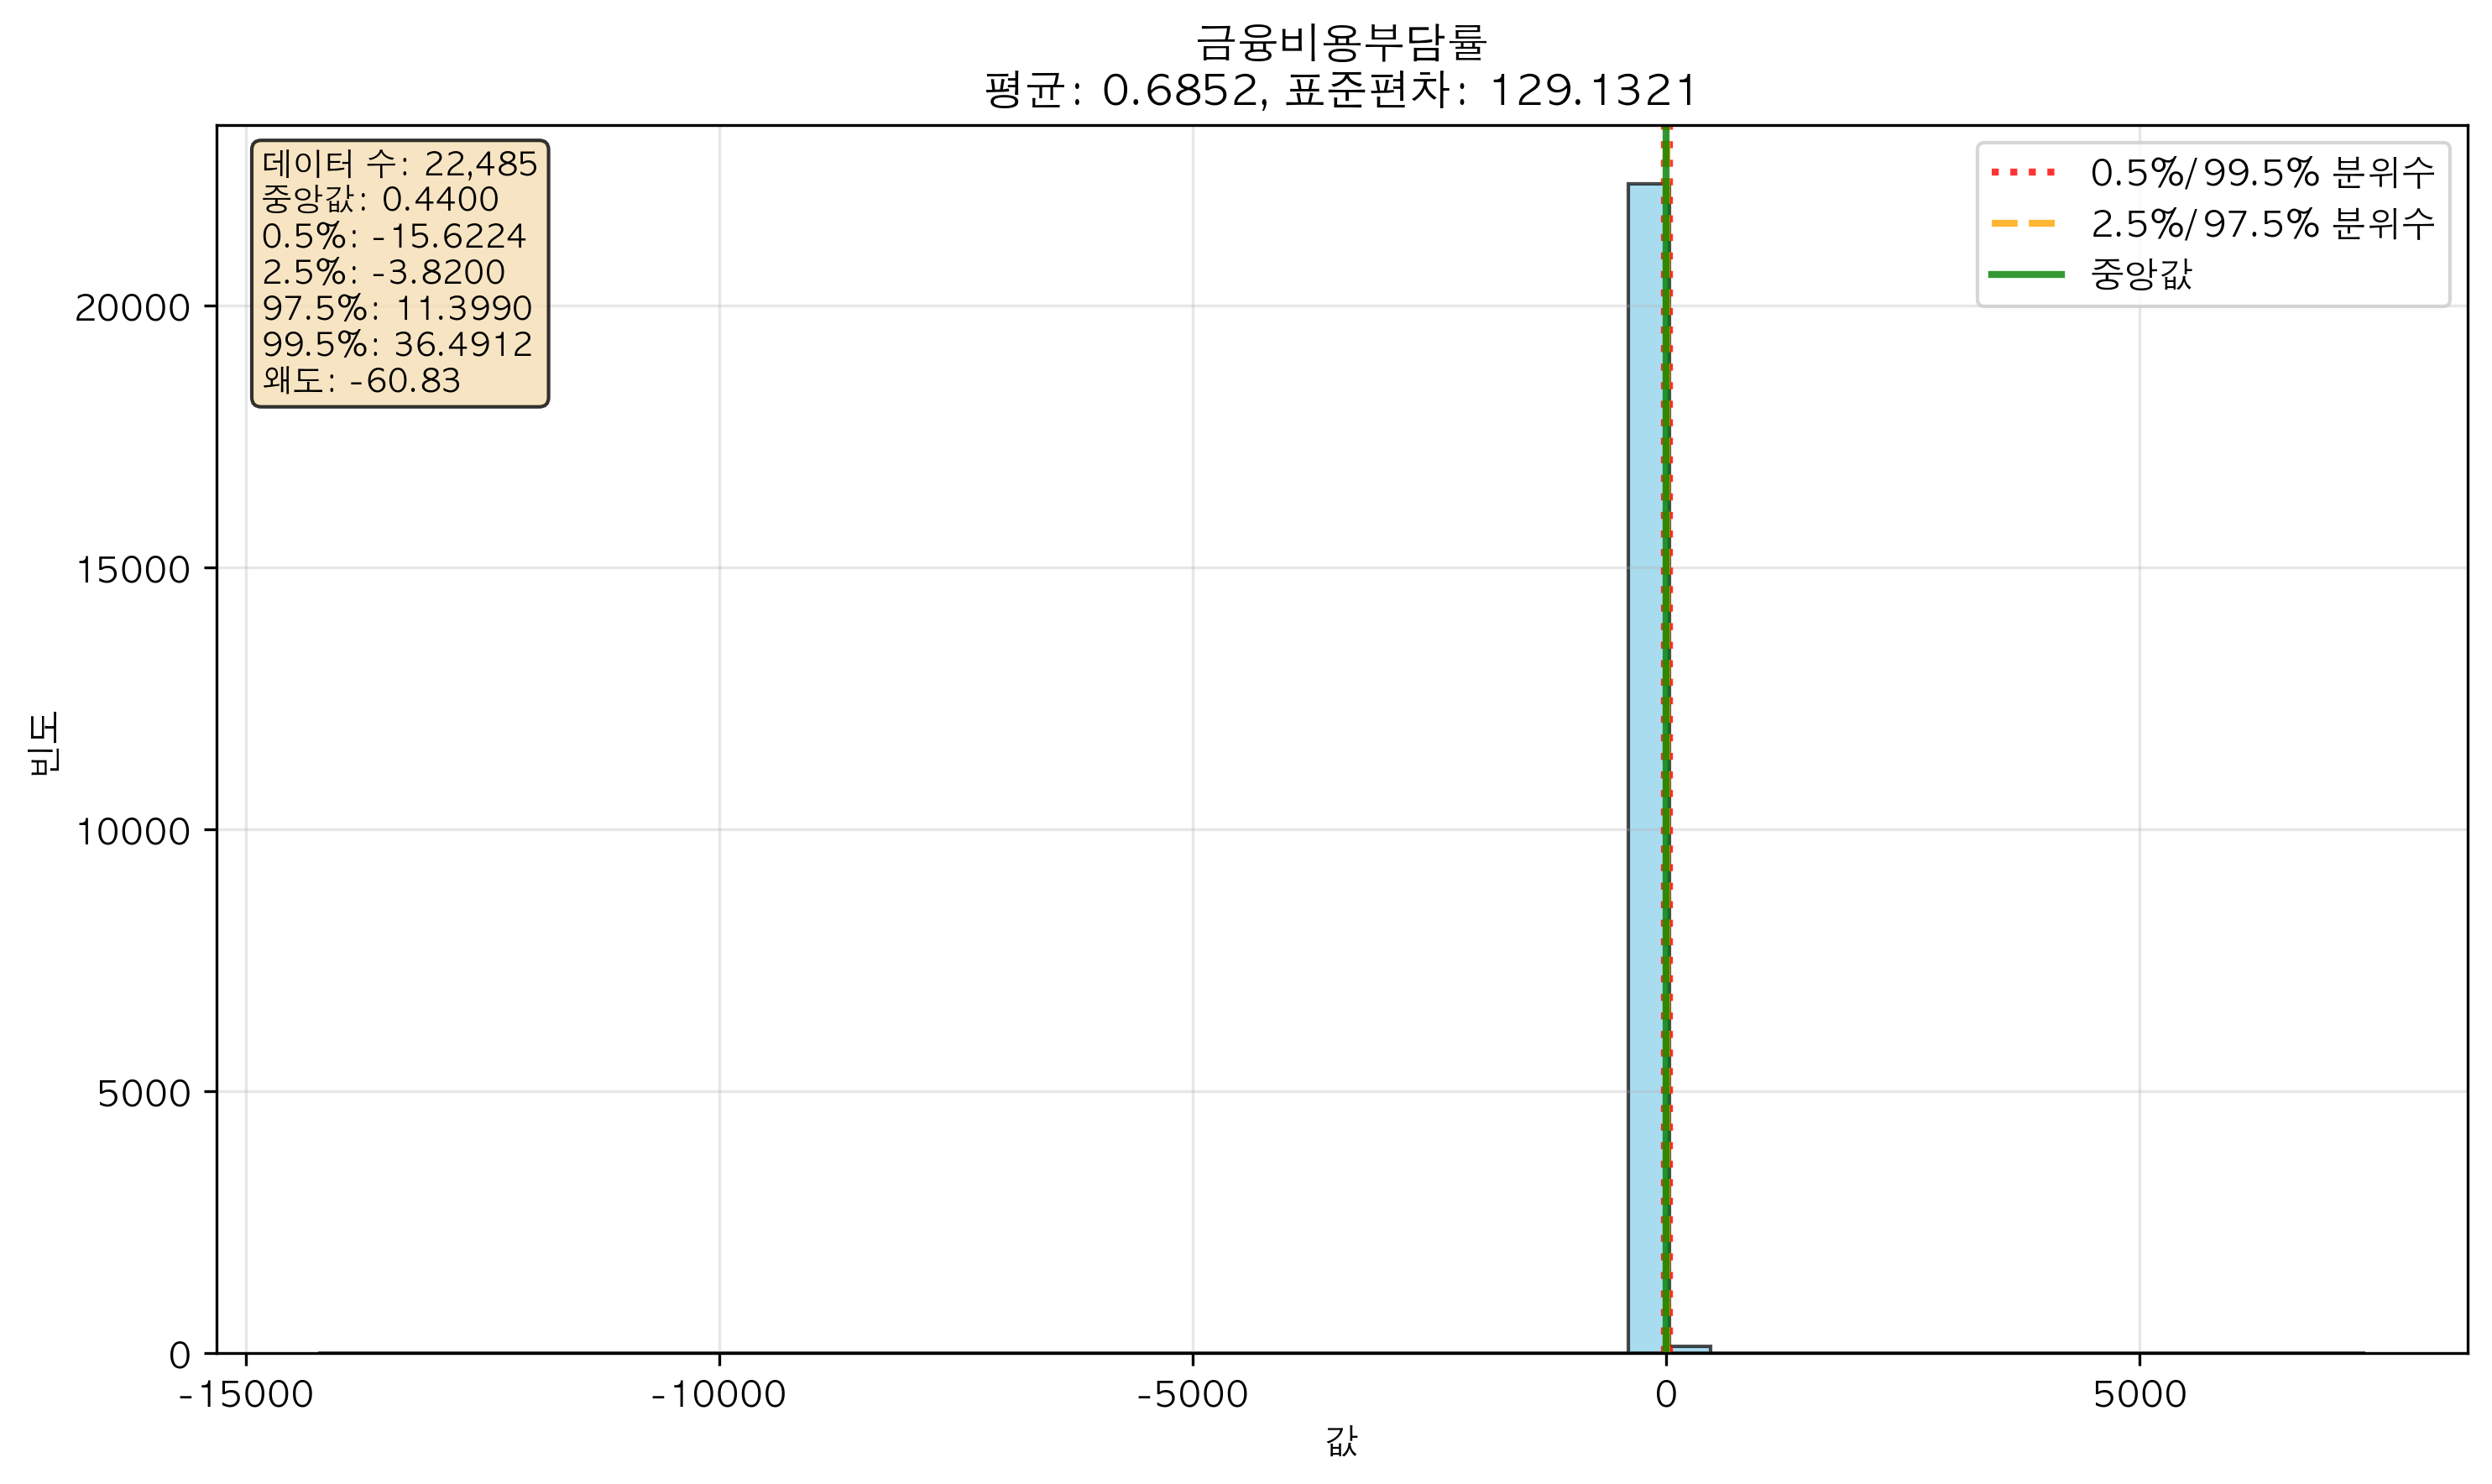 금융비용부담률
평균: 0.6852, 표준편차: 129.1321
데이터 수: 22,485
중앙값: 0.4400
0.5%: -15.6224
2.5%: -3.8200
97.5%: 11.3990
99.5%: 36.4912
왜도: -60.83
0.5%/99.5% 분위수
2.5%/97.5% 분위수
중앙값
빈도
20000
15000
10000
5000
0
-15000
-10000
-5000
0
5000
값